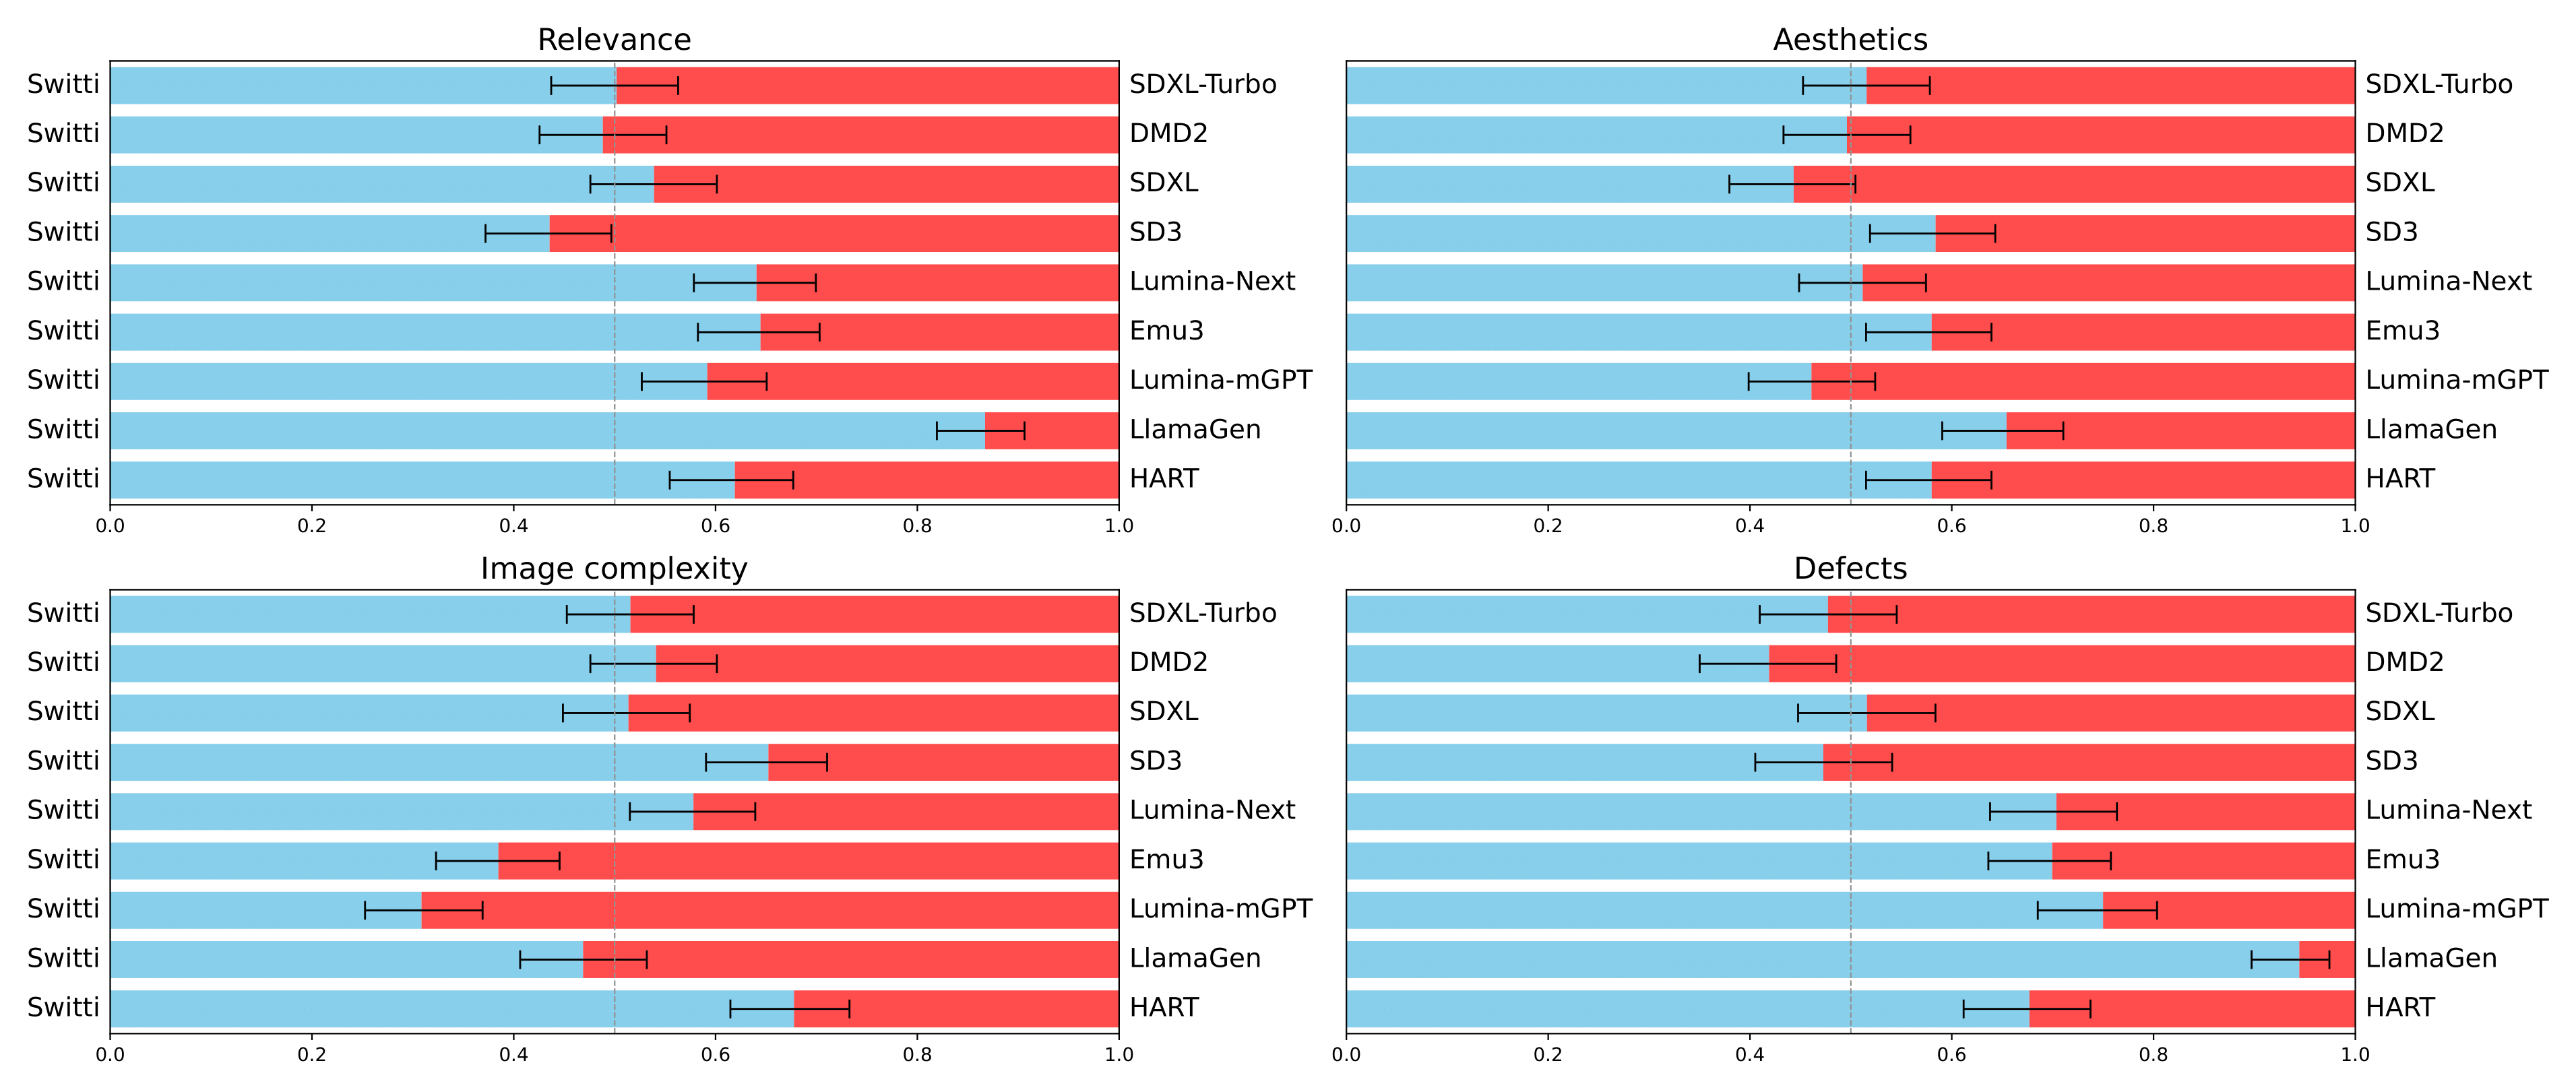 Relevance
Switti SDXL-Turbo
Switti DMD2
Switti SDXL
Switti SD3
Switti Lumina-Next
Switti Emu3
Switti Lumina-mGPT
Switti LlamaGen
Switti HART
0.0 0.2 0.4 0.6 0.8 1.0
Aesthetics
SDXL-Turbo
DMD2
SDXL
SD3
Lumina-Next
Emu3
Lumina-mGPT
LlamaGen
HART
0.0 0.2 0.4 0.6 0.8 1.0
Image complexity
Switti SDXL-Turbo
Switti DMD2
Switti SDXL
Switti SD3
Switti Lumina-Next
Switti Emu3
Switti Lumina-mGPT
Switti LlamaGen
Switti HART
0.0 0.2 0.4 0.6 0.8 1.0
Defects
SDXL-Turbo
DMD2
SDXL
SD3
Lumina-Next
Emu3
Lumina-mGPT
LlamaGen
HART
0.0 0.2 0.4 0.6 0.8 1.0